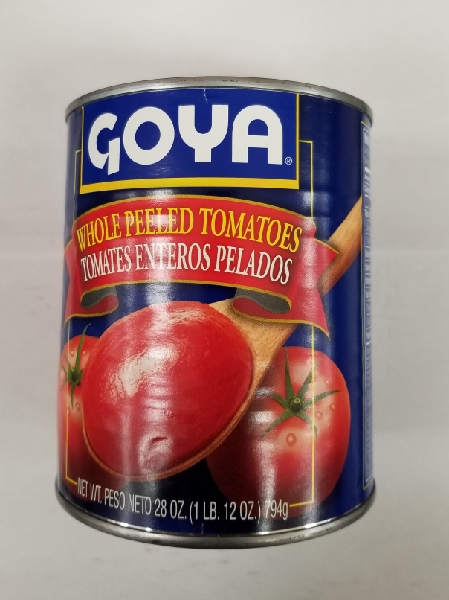 GOYA®
WHOLE PEELED TOMATOES
TOMATES ENTEROS PELADOS
NET WT. PESO NETO 28 OZ. (1 LB. 12 OZ.) 794g